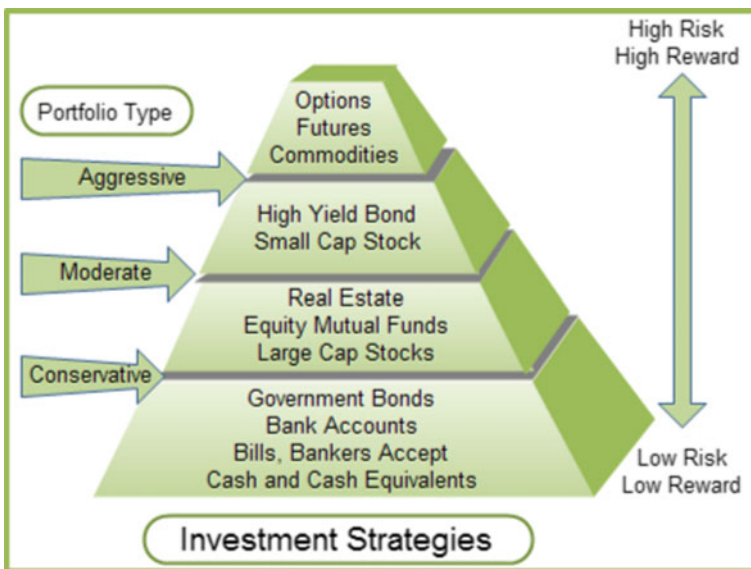 High Risk
High Reward
Portfolio Type
Options
Futures
Commodities
Aggressive
High Yield Bond
Small Cap Stock
Moderate
Real Estate
Equity Mutual Funds
Large Cap Stocks
Conservative
Government Bonds
Bank Accounts
Bills, Bankers Accept
Cash and Cash Equivalents
Low Risk
Low Reward
Investment Strategies